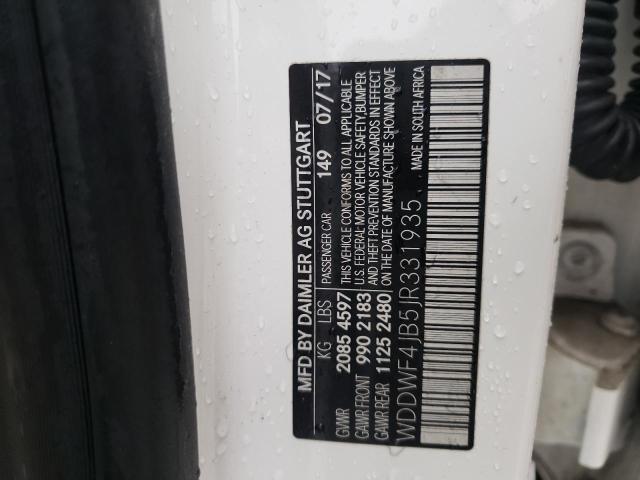 MFD BY DAIMLER AG STUTTGART
KG LBS PASSENGER CAR 149 07/17
GVWR 2085 4597 THIS VEHICLE CONFORMS TO ALL APPLICABLE
GAWR FRONT 990 2183 U.S. FEDERAL MOTOR VEHICLE SAFETY, BUMPER
GAWR REAR 1125 2480 AND THEFT PREVENTION STANDARDS IN EFFECT
ON THE DATE OF MANUFACTURE SHOWN ABOVE
WDDWF4JB5JR331935 MADE IN SOUTH AFRICA